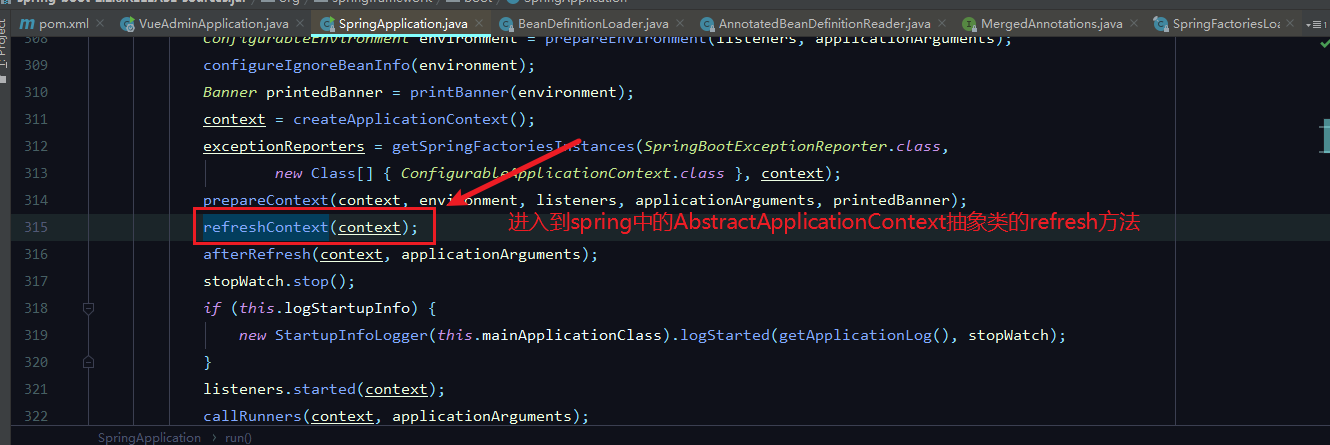 pom.xml VueAdminApplication.java SpringApplication.java BeanDefinitionLoader.java AnnotatedBeanDefinitionReader.java MergedAnnotations.java SpringFactoriesLoa
308 ConfigurableEnvironment environment = prepareEnvironment(listeners, applicationArguments);
309 configureIgnoreBeanInfo(environment);
310 Banner printedBanner = printBanner(environment);
311 context = createApplicationContext();
312 exceptionReporters = getSpringFactoriesInstances(SpringBootExceptionReporter.class,
313 new Class[] { ConfigurableApplicationContext.class }, context);
314 prepareContext(context, environment, listeners, applicationArguments, printedBanner);
315 refreshContext(context);
进入到spring中的AbstractApplicationContext抽象类的refresh方法
316 afterRefresh(context, applicationArguments);
317 stopWatch.stop();
318 if (this.logStartupInfo) {
319 new StartupInfoLogger(this.mainApplicationClass).logStarted(getApplicationLog(), stopWatch);
320 }
321 listeners.started(context);
322 callRunners(context, applicationArguments);
SpringApplication › run()